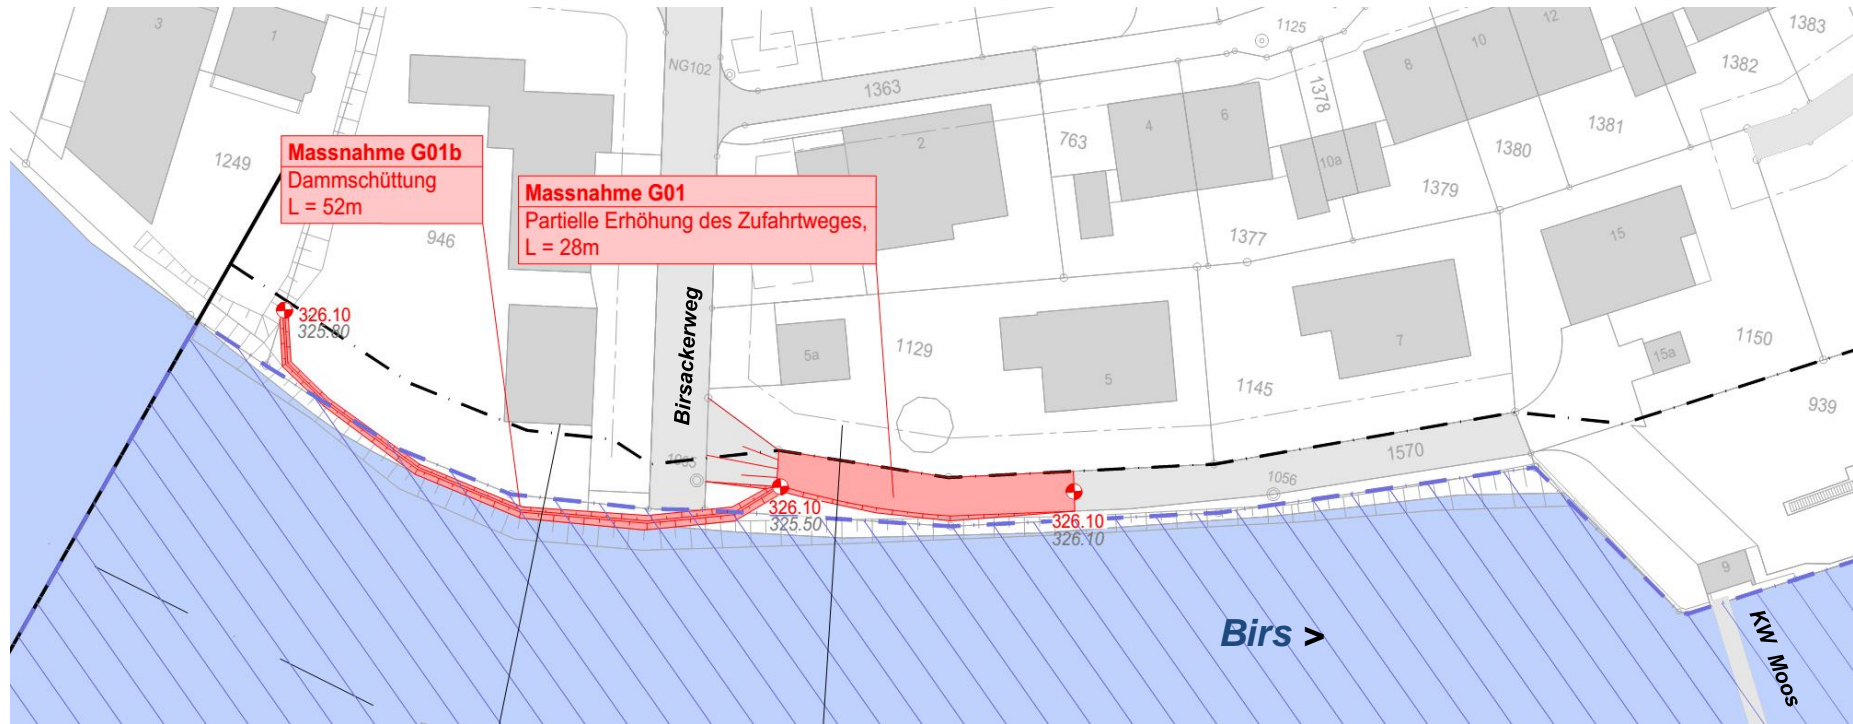 3
1
1249
Massnahme G01b
Dammschüttung
L = 52m
946
NG102
1363
2
763
4
6
1125
1378
8
10
12
10a
1383
1382
1381
1380
1379
1377
15
15a
1150
939
Massnahme G01
Partielle Erhöhung des Zufahrtweges,
L = 28m
326.10
325.80
Birsackerweg
5a
1129
5
1145
7
326.10
325.50
326.10
326.10
1056
1570
9
Birs >
KW Moos